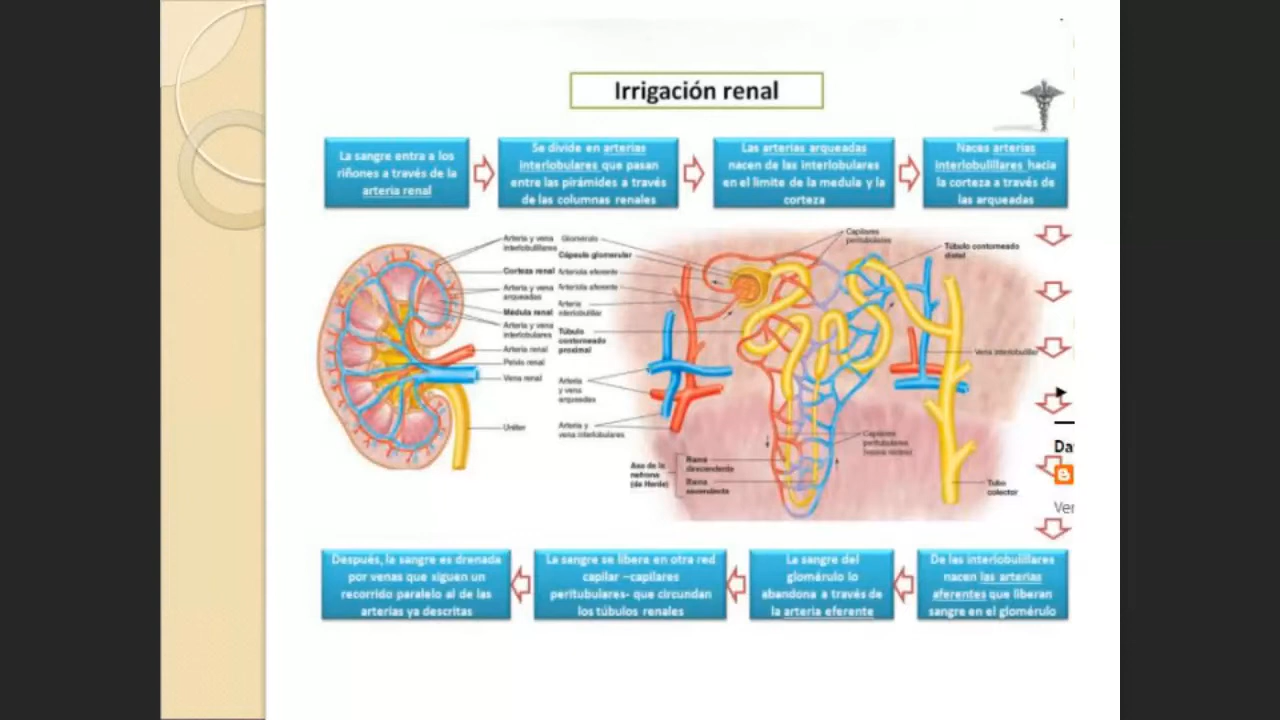 Irrigación renal
La sangre entra a los
riñones a través de la
arteria renal
Se divide en arterias
interlobulares que pasan
entre las pirámides a través
de las columnas renales
Las arterias arqueadas
nacen de las interlobulares
en el limite de la medula y la
corteza
Naces arterias
interlobulillares hacia
la corteza a través de
las arqueadas
Arteria y vena
interlobulillares
Corteza renal
Arteria y vena
arqueadas
Médula renal
Arteria y vena
interlobulares
Arteria renal
Pelvis renal
Vena renal
Uréter
Glomérulo
Cápsula glomerular
Arteriola eferente
Arteriola aferente
Arteria
interlobulillar
Túbulo
contorneado
proximal
Arteria
y vena
arqueadas
Arteria y
vena interlobulares
Asa de la
nefrona
(de Henle)
Rama
descendente
Rama
ascendente
Capilares
peritubulares
Túbulo contorneado
distal
Vena interlobulillar
Capilares
peritubulares
Tubo
colector
Da
Ver
De las interlobulillares
nacen las arterias
aferentes que liberan
sangre en el glomérulo
La sangre del
glomérulo lo
abandona a través de
la arteria eferente
La sangre se libera en otra red
capilar –capilares
peritubulares- que circundan
los túbulos renales
Después, la sangre es drenada
por venas que siguen un
recorrido paralelo al de las
arterias ya descritas